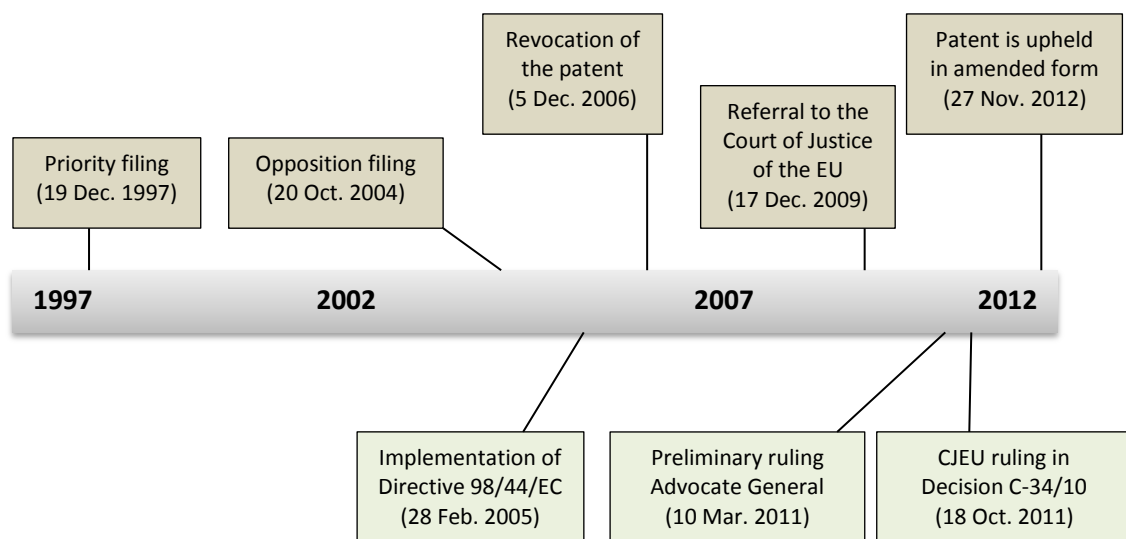 Revocation of
the patent
(5 Dec. 2006)
Patent is upheld
in amended form
(27 Nov. 2012)
Referral to the
Court of Justice
of the EU
(17 Dec. 2009)
Priority filing
(19 Dec. 1997)
Opposition filing
(20 Oct. 2004)
1997 2002 2007 2012
Implementation of
Directive 98/44/EC
(28 Feb. 2005)
Preliminary ruling
Advocate General
(10 Mar. 2011)
CJEU ruling in
Decision C-34/10
(18 Oct. 2011)